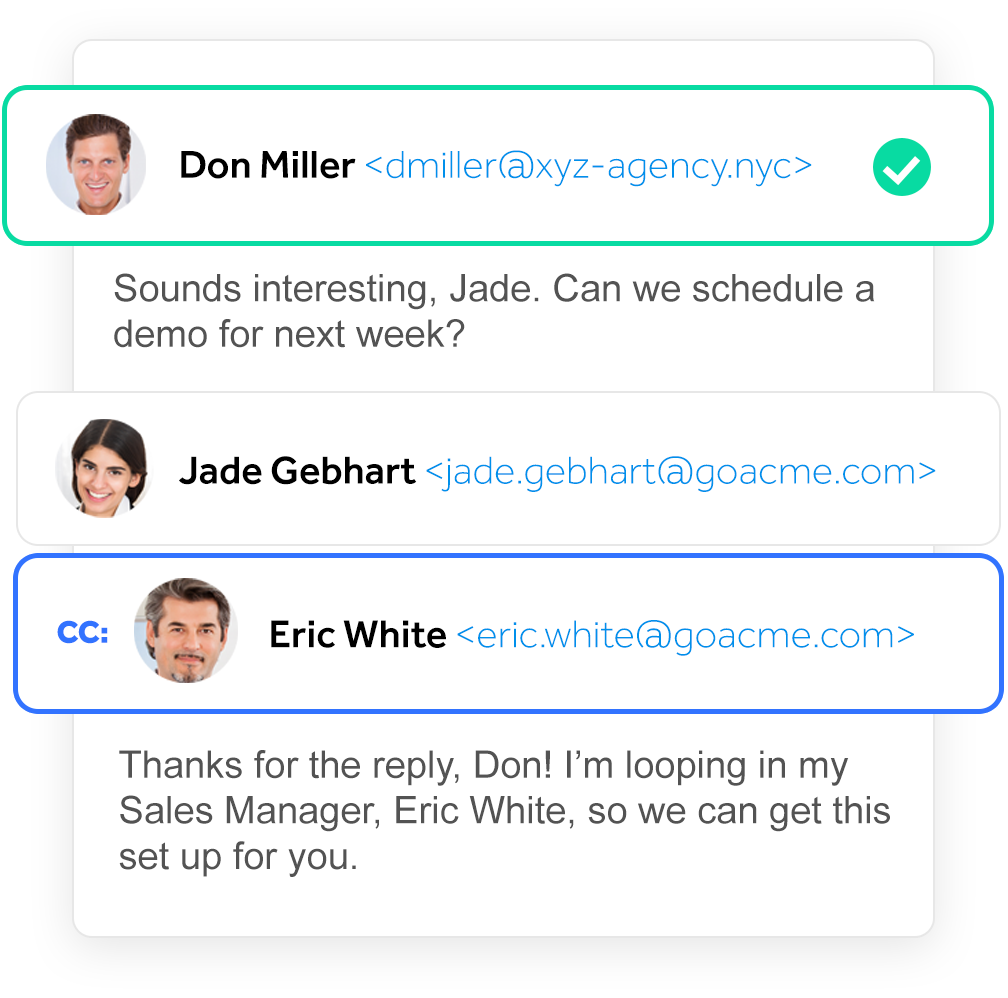 Don Miller <dmiller@xyz-agency.nyc>
Sounds interesting, Jade. Can we schedule a
demo for next week?
Jade Gebhart <jade.gebhart@goacme.com>
CC: Eric White <eric.white@goacme.com>
Thanks for the reply, Don! I’m looping in my
Sales Manager, Eric White, so we can get this
set up for you.